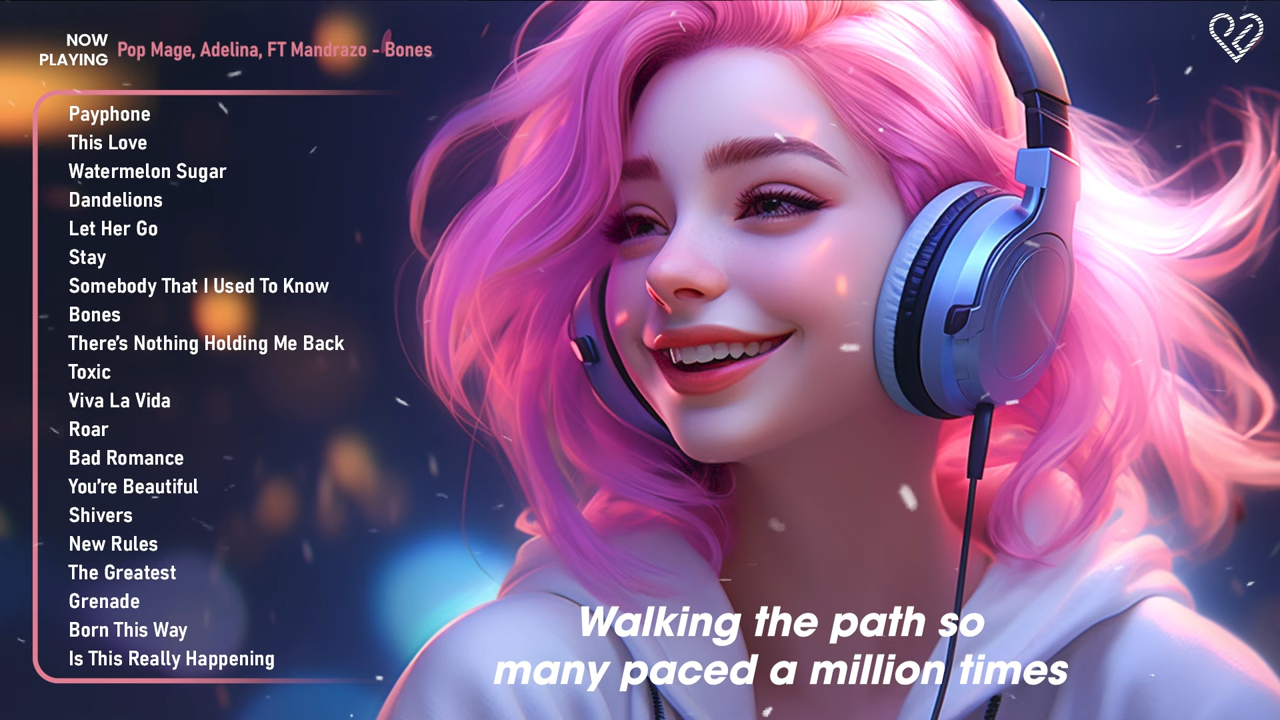 NOW
PLAYING
Pop Mage, Adelina, FT Mandrazo - Bones
Payphone
This Love
Watermelon Sugar
Dandelions
Let Her Go
Stay
Somebody That I Used To Know
Bones
There's Nothing Holding Me Back
Toxic
Viva La Vida
Roar
Bad Romance
You're Beautiful
Shivers
New Rules
The Greatest
Grenade
Born This Way
Is This Really Happening
Walking the path so
many paced a million times